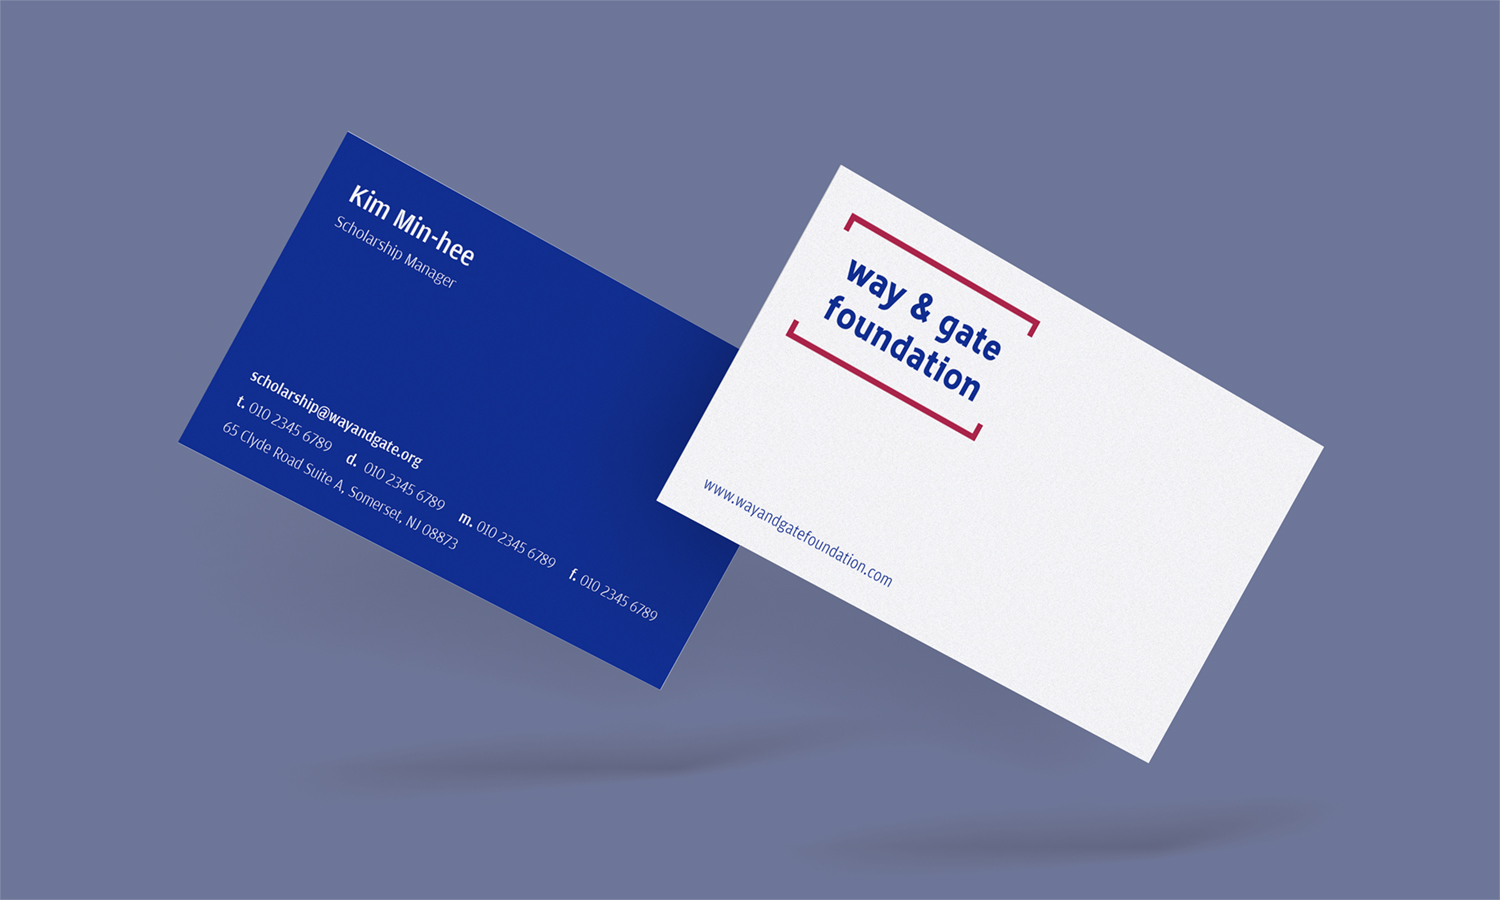 Kim Min-hee
Scholarship Manager
scholarship@wayandgate.org
t. 010 2345 6789 d. 010 2345 6789 m. 010 2345 6789 f. 010 2345 6789
65 Clyde Road Suite A, Somerset, NJ 08873
way & gate
foundation
www.wayandgatefoundation.com